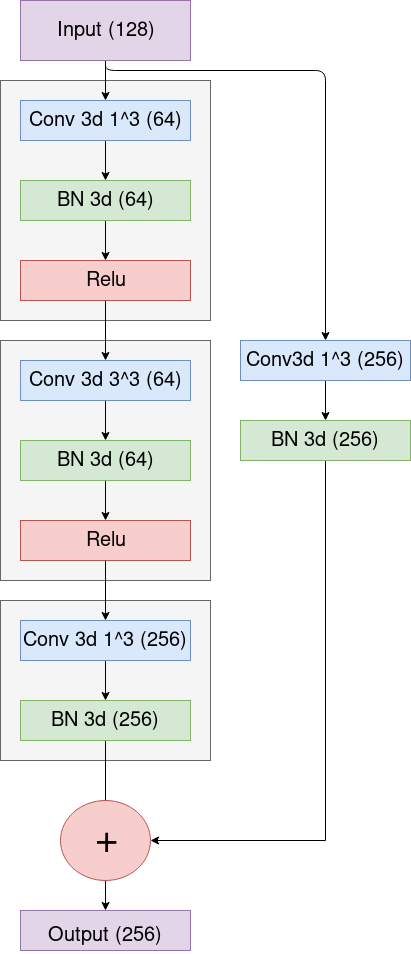 Input (128)
Conv 3d 1^3 (64)
BN 3d (64)
Relu
Conv 3d 3^3 (64)
BN 3d (64)
Relu
Conv 3d 1^3 (256)
BN 3d (256)
Conv3d 1^3 (256)
BN 3d (256)
+
Output (256)